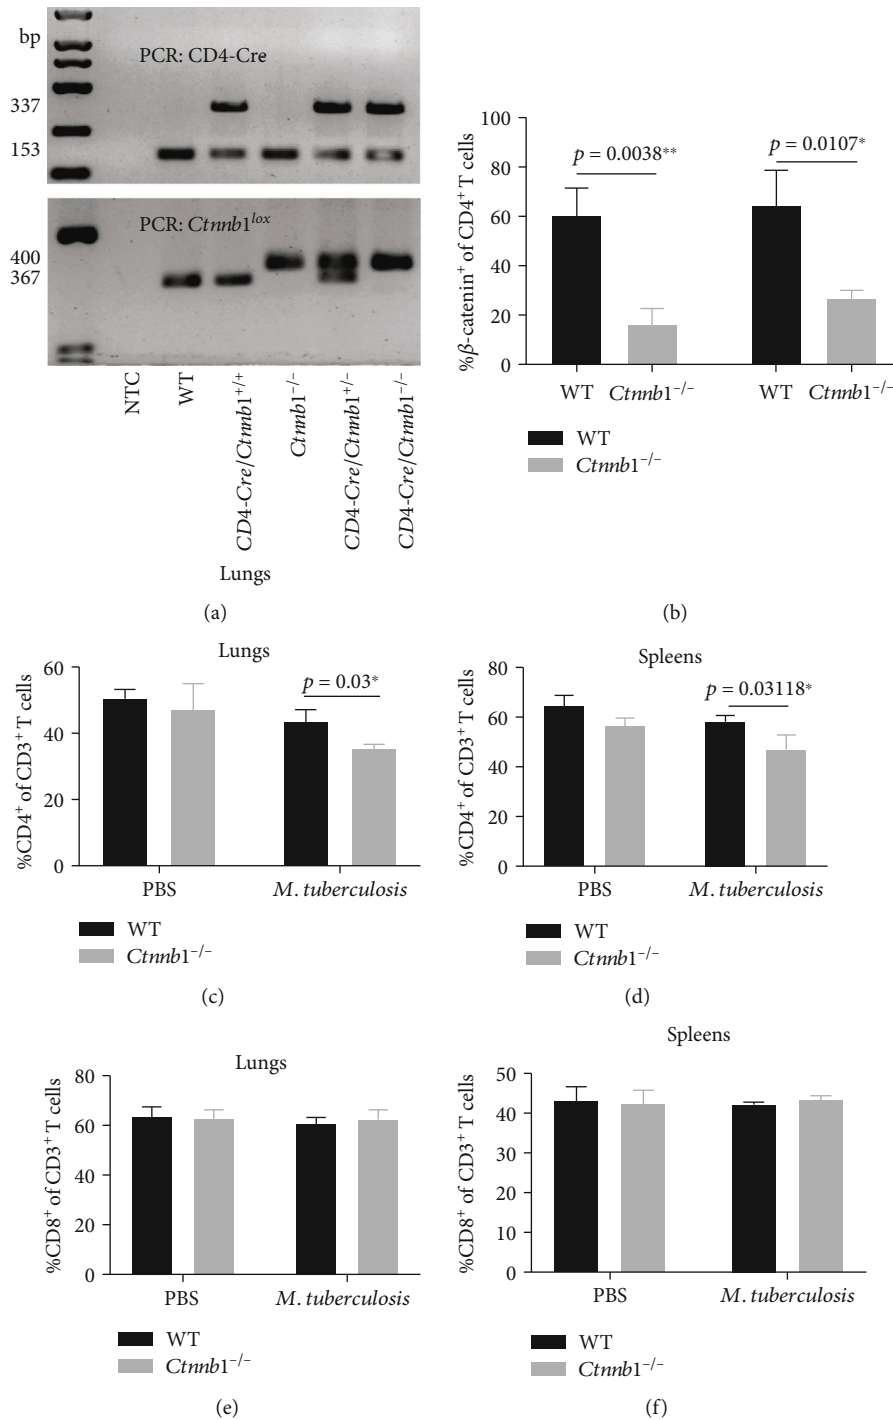 bp
PCR: CD4-Cre
337
153
PCR: Ctnnb1^lox
400
367
NTC
WT
CD4-Cre/Ctnnb1+/+
Ctnnb1−/−
CD4-Cre/Ctnnb1+/−
CD4-Cre/Ctnnb1−/−
Lungs
(a)
%β-catenin+ of CD4+ T cells
100
80
60
40
20
0
p = 0.0038**
p = 0.0107*
WT Ctnnb1−/− WT Ctnnb1−/−
WT
Ctnnb1−/−
(b)
Lungs
%CD4+ of CD3+ T cells
60
40
20
0
p = 0.03*
PBS M. tuberculosis
WT
Ctnnb1−/−
(c)
Spleens
%CD4+ of CD3+ T cells
80
60
40
20
0
p = 0.03118*
PBS M. tuberculosis
WT
Ctnnb1−/−
(d)
Lungs
%CD8+ of CD3+ T cells
80
60
40
20
0
PBS M. tuberculosis
WT
Ctnnb1−/−
(e)
Spleens
%CD8+ of CD3+ T cells
50
40
30
20
10
0
PBS M. tuberculosis
WT
Ctnnb1−/−
(f)